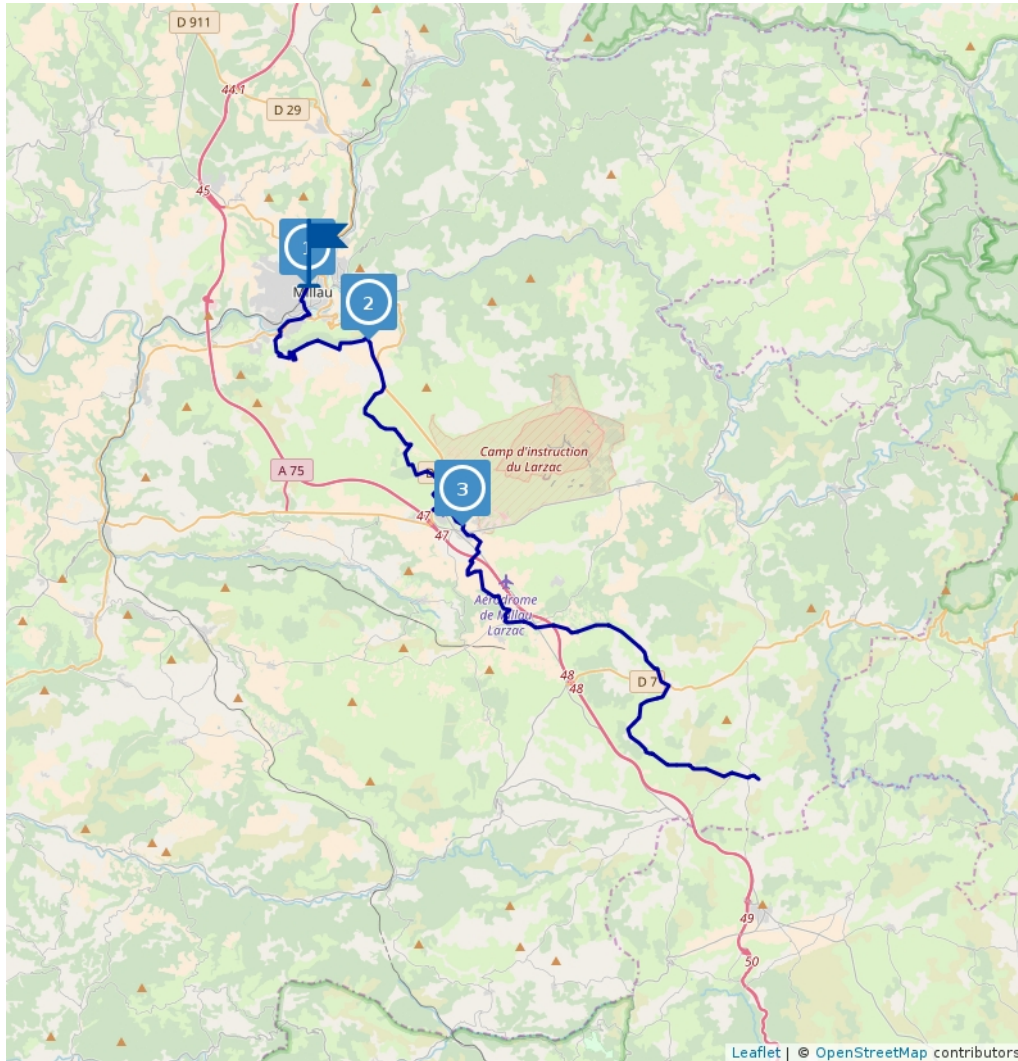 D 911
44.1
D 29
45
1
2
Millau
Camp d'instruction
du Larzac
A 75
3
47
47
Aérodrome
de Millau
Larzac
48
48
D 7
49
50
Leaflet | © OpenStreetMap contributors